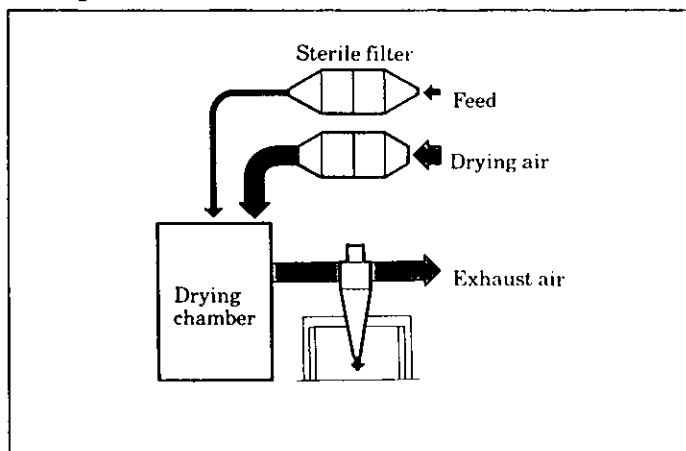 Sterile filter
Feed
Drying air
Drying
chamber
Exhaust air